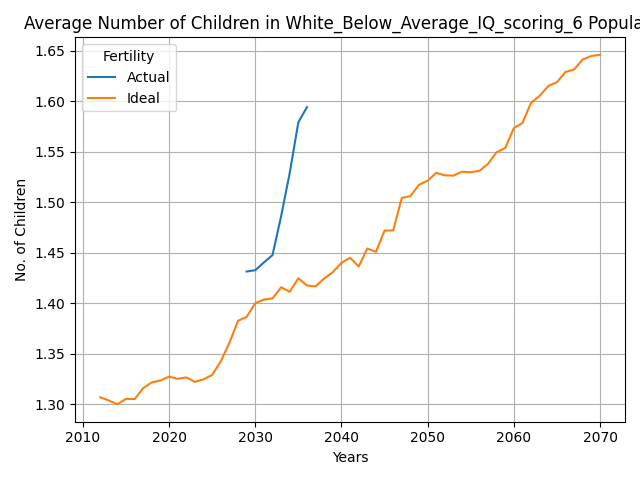 Average Number of Children in White_Below_Average_IQ_scoring_6 Popula
Fertility
Actual
Ideal
No. of Children
1.65
1.60
1.55
1.50
1.45
1.40
1.35
1.30
2010 2020 2030 2040 2050 2060 2070
Years